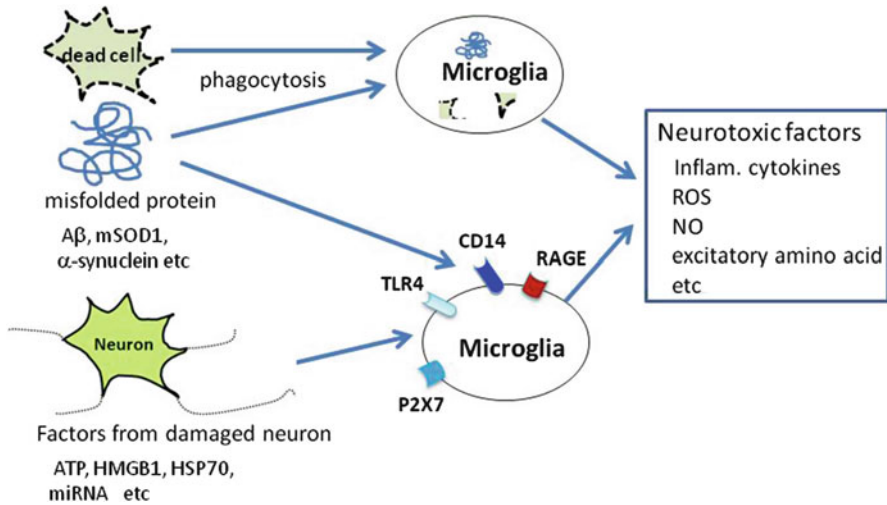 dead cell
phagocytosis
Microglia
misfolded protein
Aβ, mSOD1,
α-synuclein etc
Neurotoxic factors
Inflam. cytokines
ROS
NO
excitatory amino acid
etc
CD14
RAGE
TLR4
Microglia
P2X7
Neuron
Factors from damaged neuron
ATP, HMGB1, HSP70,
miRNA etc